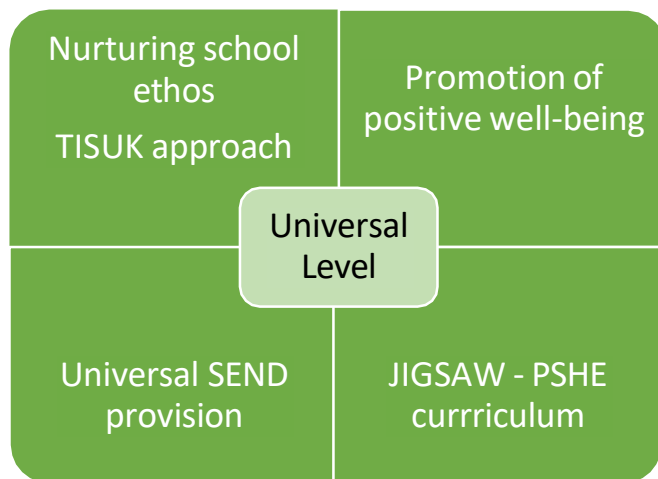 Nurturing school
ethos
TISUK approach
Promotion of
positive well-being
Universal
Level
Universal SEND
provision
JIGSAW - PSHE
currriculum